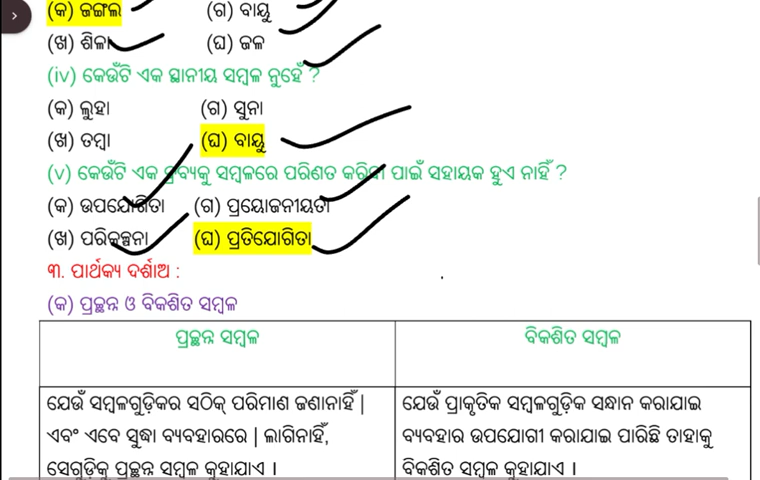 (କ) ଜଙ୍ଗଲ (ଗ) ବାୟୁ
(ଖ) ଶିଳା (ଘ) ଜଳ
(iv) କେଉଁଟି ଏକ ସ୍ଥାନୀୟ ସମ୍ବଳ ନୁହେଁ ?
(କ) ଲୁହା (ଗ) ସୁନା
(ଖ) ତମ୍ବା (ଘ) ବାୟୁ
(v) କେଉଁଟି ଏକ ଦ୍ରବ୍ୟକୁ ସମ୍ବଳରେ ପରିଣତ କରିବା ପାଇଁ ସହାୟକ ହୁଏ ନାହିଁ ?
(କ) ଉପଯୋଗିତା (ଗ) ପ୍ରୟୋଜନୀୟତା
(ଖ) ପରିକଳ୍ପନା (ଘ) ପ୍ରତିଯୋଗିତା
୩. ପାର୍ଥକ୍ୟ ଦର୍ଶାଅ :
(କ) ପ୍ରଚ୍ଛନ୍ନ ଓ ବିକଶିତ ସମ୍ବଳ
ପ୍ରଚ୍ଛନ୍ନ ସମ୍ବଳ
ଯେଉଁ ସମ୍ବଳଗୁଡ଼ିକର ସଠିକ୍ ପରିମାଣ ଜଣାନାହିଁ |
ଏବଂ ଏବେ ସୁଦ୍ଧା ବ୍ୟବହାରରେ | ଲାଗିନାହିଁ,
ସେଗୁଡ଼ିକୁ ପ୍ରଚ୍ଛନ୍ନ ସମ୍ବଳ କୁହାଯାଏ ।
ବିକଶିତ ସମ୍ବଳ
ଯେଉଁ ପ୍ରାକୃତିକ ସମ୍ବଳଗୁଡ଼ିକ ସନ୍ଧାନ କରାଯାଇ
ବ୍ୟବହାର ଉପଯୋଗୀ କରାଯାଇ ପାରିଛି ତାହାକୁ
ବିକଶିତ ସମ୍ବଳ କୁହାଯାଏ ।